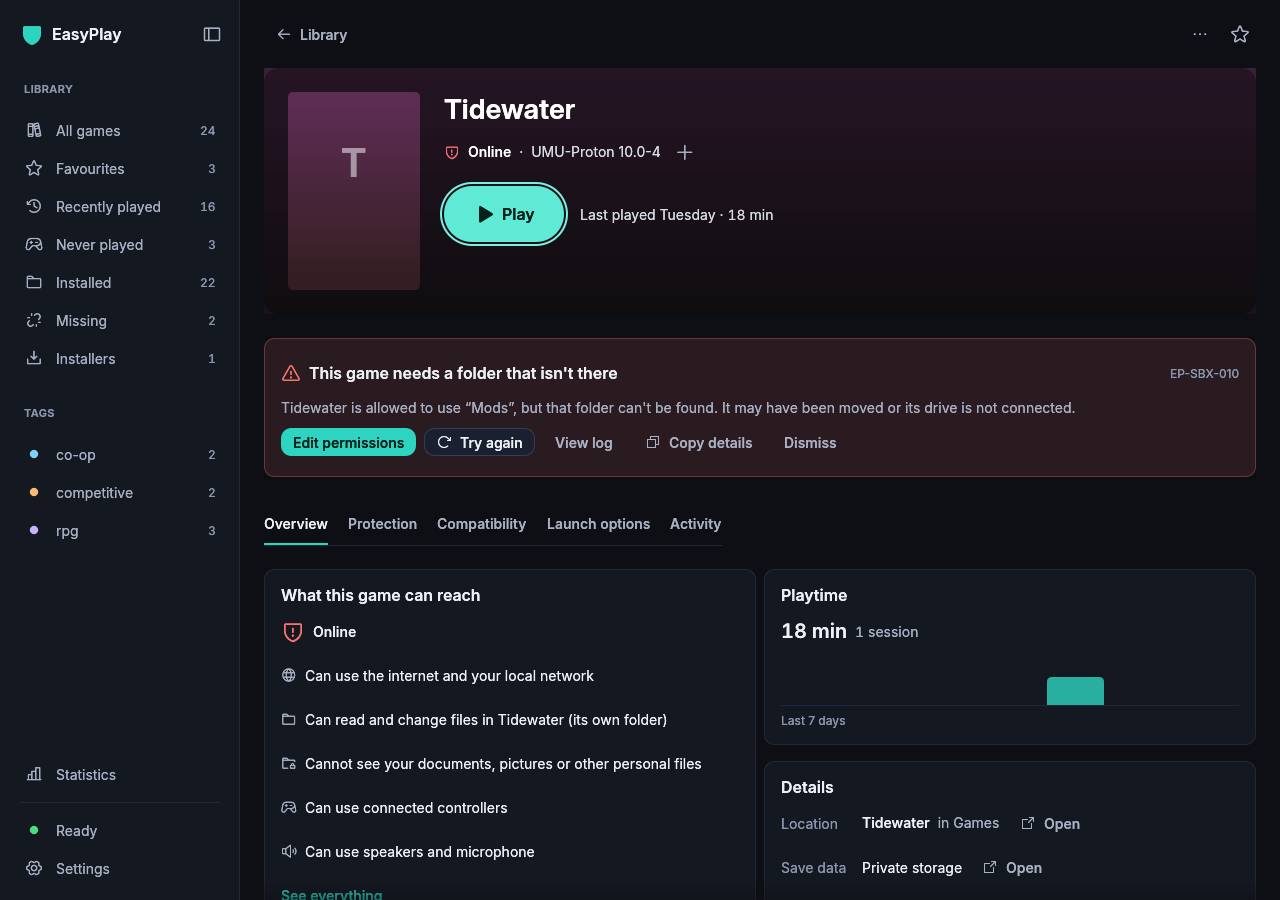 EasyPlay
LIBRARY
All games 24
Favourites 3
Recently played 16
Never played 3
Installed 22
Missing 2
Installers 1
TAGS
co-op 2
competitive 2
rpg 3
Statistics
Ready
Settings
Library
T
Tidewater
Online · UMU-Proton 10.0-4
Play
Last played Tuesday · 18 min
This game needs a folder that isn't there
EP-SBX-010
Tidewater is allowed to use “Mods”, but that folder can't be found. It may have been moved or its drive is not connected.
Edit permissions Try again View log Copy details Dismiss
Overview Protection Compatibility Launch options Activity
What this game can reach
Online
Can use the internet and your local network
Can read and change files in Tidewater (its own folder)
Cannot see your documents, pictures or other personal files
Can use connected controllers
Can use speakers and microphone
See everything
Playtime
18 min 1 session
Last 7 days
Details
Location Tidewater in Games Open
Save data Private storage Open